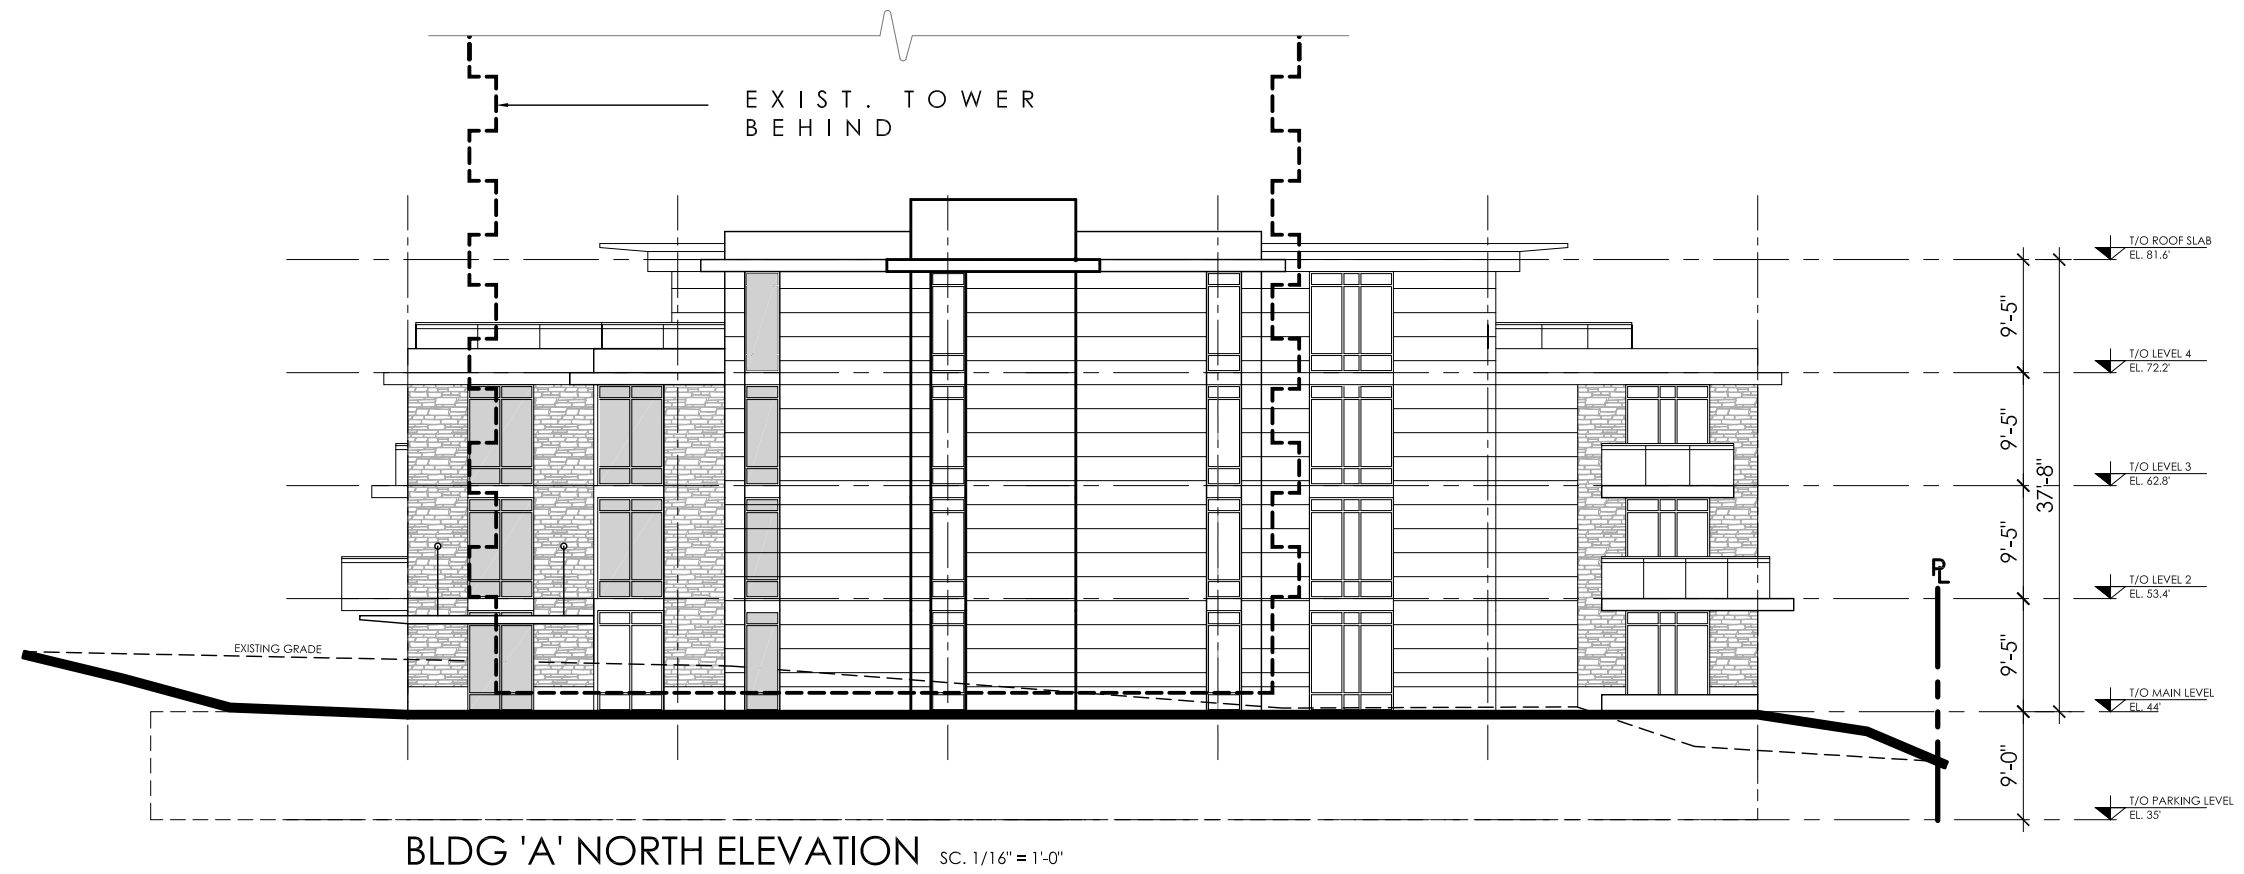 EXIST. TOWER
BEHIND
T/O ROOF SLAB
EL. 81.6'
9'-5"
T/O LEVEL 4
EL. 72.2'
9'-5"
T/O LEVEL 3
EL. 62.8'
37'-8"
9'-5"
PL
T/O LEVEL 2
EL. 53.4'
EXISTING GRADE
9'-5"
T/O MAIN LEVEL
EL. 44'
9'-0"
T/O PARKING LEVEL
EL. 35'
BLDG 'A' NORTH ELEVATION SC. 1/16" = 1'-0"